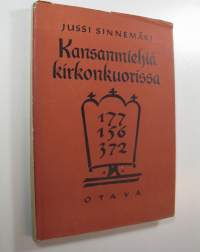 JUSSI SINNEMÄKI
Kansanmiehiä
kirkonkuorissa
177
156
372
OTAVA